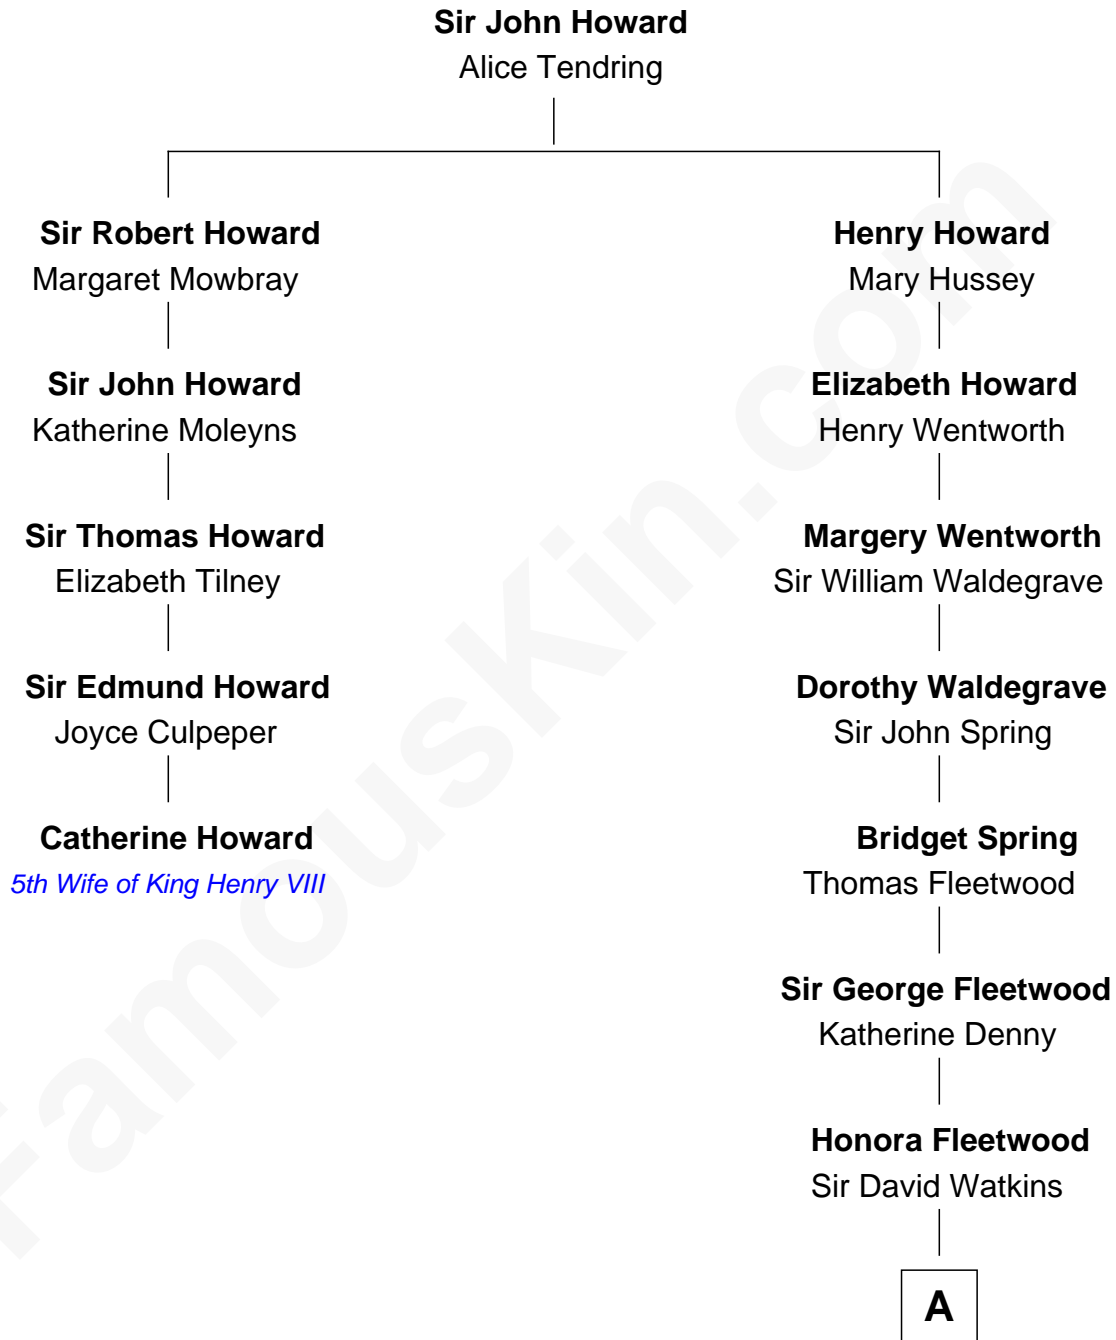 Sir John Howard
Alice Tendring
Sir Robert Howard
Margaret Mowbray
Henry Howard
Mary Hussey
Sir John Howard
Katherine Moleyns
Elizabeth Howard
Henry Wentworth
Sir Thomas Howard
Elizabeth Tilney
Margery Wentworth
Sir William Waldegrave
Sir Edmund Howard
Joyce Culpeper
Dorothy Waldegrave
Sir John Spring
Catherine Howard
5th Wife of King Henry VIII
Bridget Spring
Thomas Fleetwood
Sir George Fleetwood
Katherine Denny
Honora Fleetwood
Sir David Watkins
A
FamousKin.com